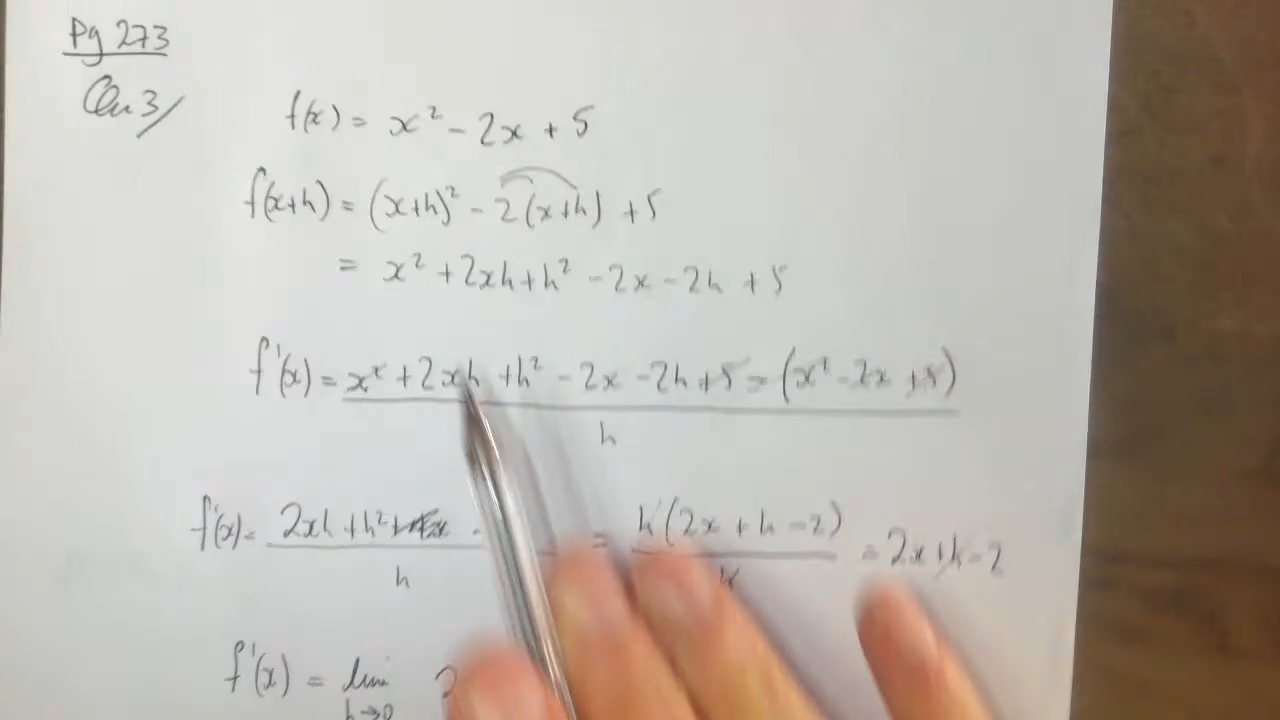 Pg 273
Qu 3/
f(x) = x² - 2x + 5
f(x+h) = (x+h)² - 2(x+h) + 5
= x² + 2xh + h² - 2x - 2h + 5
f'(x) = x² + 2xh + h² - 2x - 2h + 5 - (x² - 2x + 5)
h
f'(x) = 2xh + h² - = h(2x + h - 2) = 2x + h - 2
h h
f'(x) = lim 2
h→0